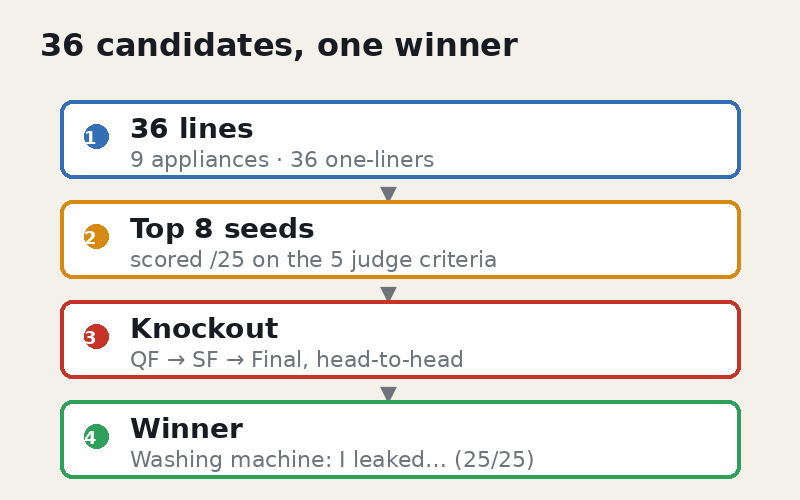 36 candidates, one winner
1
36 lines
9 appliances · 36 one-liners
▼
2
Top 8 seeds
scored /25 on the 5 judge criteria
▼
3
Knockout
QF → SF → Final, head-to-head
▼
4
Winner
Washing machine: I leaked… (25/25)